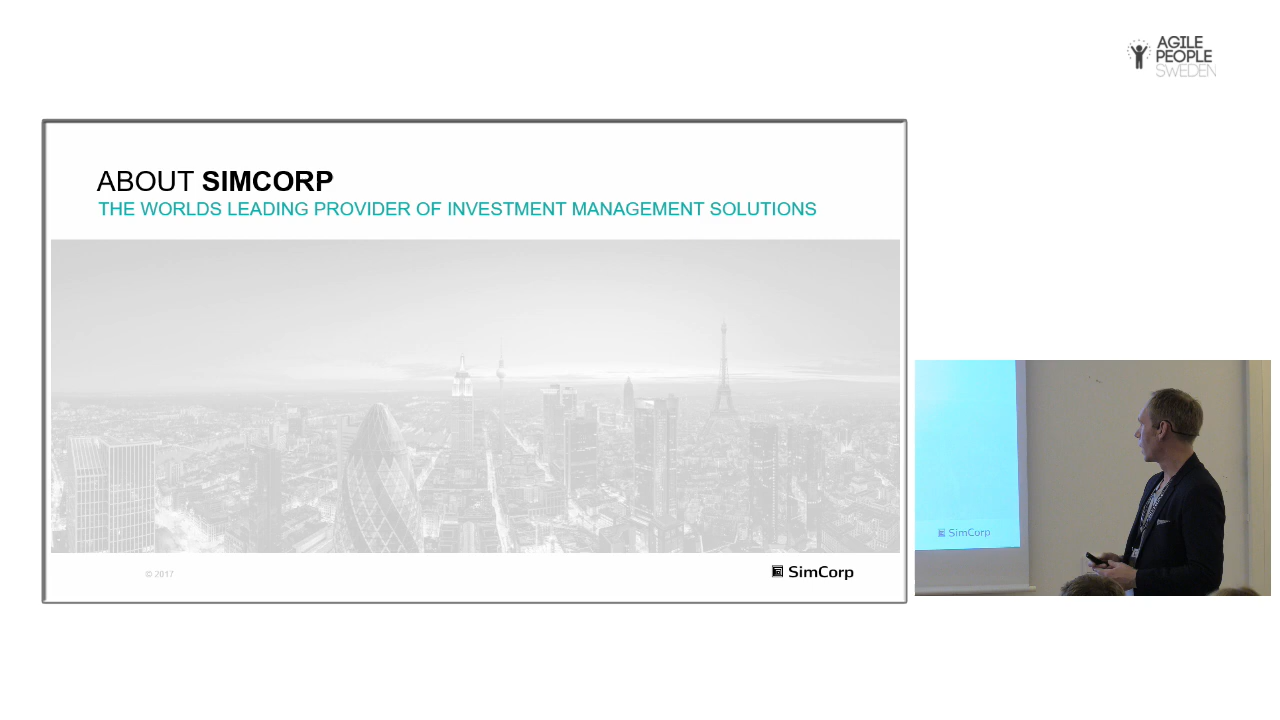 AGILE
PEOPLE
SWEDEN
ABOUT SIMCORP
THE WORLDS LEADING PROVIDER OF INVESTMENT MANAGEMENT SOLUTIONS
© 2017
SimCorp
SimCorp